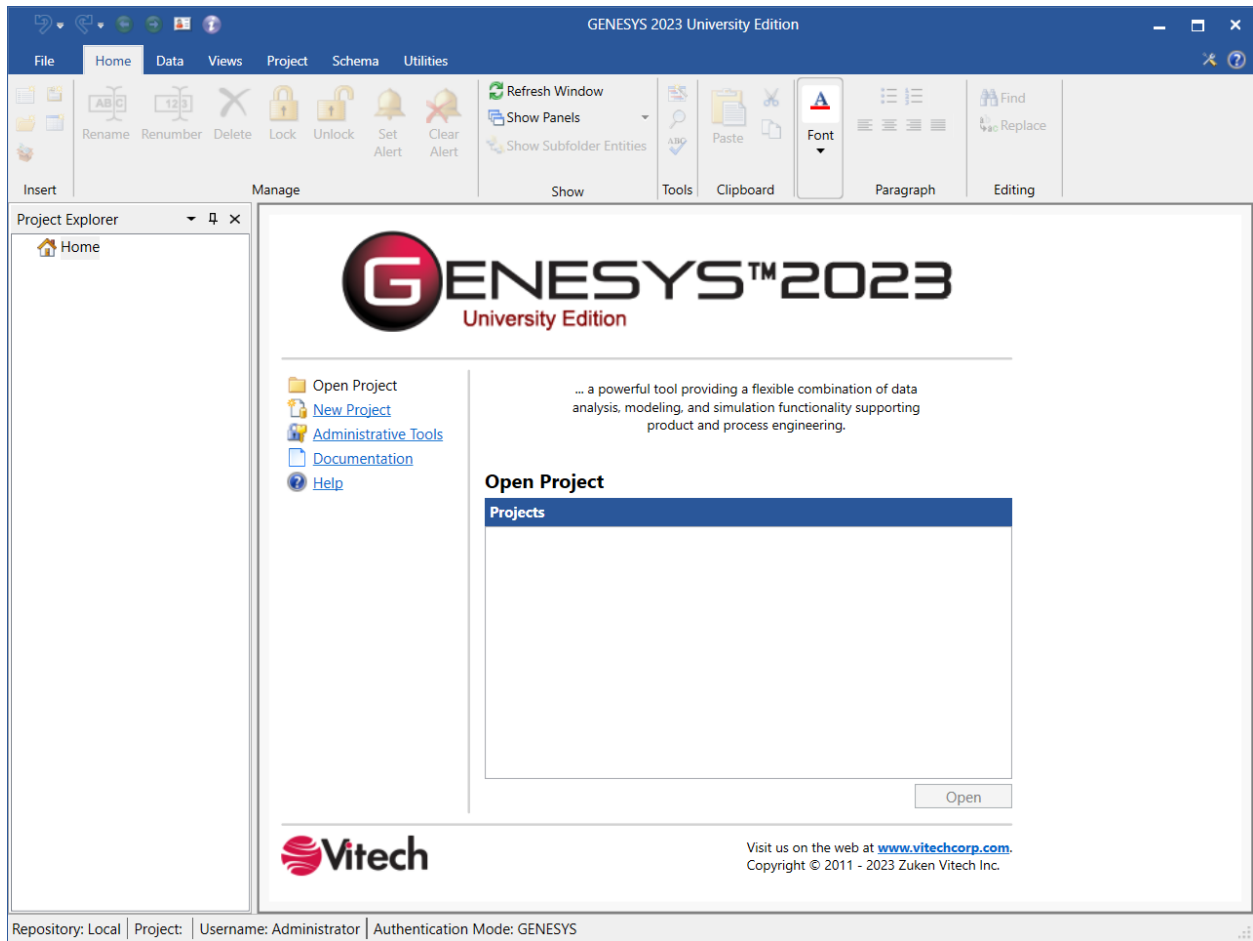 GENESYS 2023 University Edition
File Home Data Views Project Schema Utilities
Rename Renumber Delete Lock Unlock Set Alert Clear Alert
Refresh Window
Show Panels
Show Subfolder Entities
Paste
Font
Find
Replace
Insert Manage Show Tools Clipboard Paragraph Editing
Project Explorer
Home
GENESYS™2023
University Edition
Open Project
New Project
Administrative Tools
Documentation
Help
... a powerful tool providing a flexible combination of data
analysis, modeling, and simulation functionality supporting
product and process engineering.
Open Project
Projects
Open
Vitech
Visit us on the web at www.vitechcorp.com.
Copyright © 2011 - 2023 Zuken Vitech Inc.
Repository: Local Project: Username: Administrator Authentication Mode: GENESYS